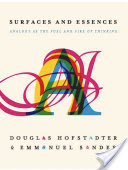 SURFACES AND ESSENCES
ANALOGY AS THE FUEL AND FIRE OF THINKING
A
DOUGLAS HOFSTADTER
& EMMANUEL SANDER